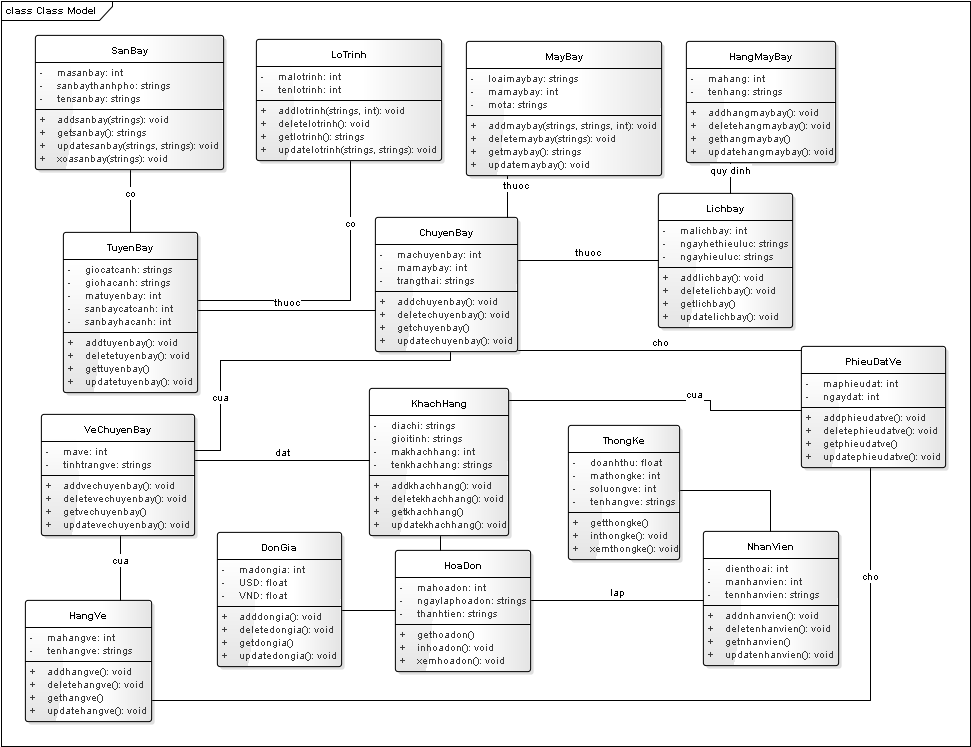 class Class Model
SanBay
- masanbay: int
- sanbaythanhpho: strings
- tensanbay: strings
+ addsanbay(strings): void
+ getsanbay(): strings
+ updatesanbay(strings, strings): void
+ xoasanbay(strings): void
LoTrinh
- malotrinh: int
- tenlotrinh: int
+ addlotrinh(strings, int): void
+ deletelotrinh(): void
+ getlotrinh(): strings
+ updatelotrinh(strings, strings): void
MayBay
- loaimaybay: strings
- mamaybay: int
- mota: strings
+ addmaybay(strings, strings, int): void
+ deletemaybay(strings): void
+ getmaybay(): strings
+ updatemaybay(): void
HangMayBay
- mahang: int
- tenhang: strings
+ addhangmaybay(): void
+ deletehangmaybay(): void
+ gethangmaybay()
+ updatehangmaybay(): void
co
co
thuoc
quy dinh
TuyenBay
- giocatcanh: strings
- giohacanh: strings
- matuyenbay: int
- sanbaycatcanh: int
- sanbayhacanh: int
+ addtuyenbay(): void
+ deletetuyenbay(): void
+ gettuyenbay()
+ updatetuyenbay(): void
thuoc
ChuyenBay
- machuyenbay: int
- mamaybay: int
- trangthai: strings
+ addchuyenbay(): void
+ deletechuyenbay(): void
+ getchuyenbay()
+ updatechuyenbay(): void
thuoc
Lichbay
- malichbay: int
- ngayhethieuluc: strings
- ngayhieuluc: strings
+ addlichbay(): void
+ deletelichbay(): void
+ getlichbay()
+ updatelichbay(): void
cho
cua
cua
PhieuDatVe
- maphieudat: int
- ngaydat: int
+ addphieudatve(): void
+ deletephieudatve(): void
+ getphieudatve()
+ updatephieudatve(): void
VeChuyenBay
- mave: int
- tinhtrangve: strings
+ addvechuyenbay(): void
+ deletevechuyenbay(): void
+ getvechuyenbay()
+ updatevechuyenbay(): void
dat
KhachHang
- diachi: strings
- gioitinh: strings
- makhachhang: int
- tenkhachhang: strings
+ addkhachhang(): void
+ deletekhachhang(): void
+ getkhachhang()
+ updatekhachhang(): void
ThongKe
- doanhthu: float
- mathongke: int
- soluongve: int
- tenhangve: strings
+ getthongke()
+ inthongke(): void
+ xemthongke(): void
cua
DonGia
- madongia: int
- USD: float
- VND: float
+ adddongia(): void
+ deletedongia(): void
+ getdongia()
+ updatedongia(): void
HoaDon
- mahoadon: int
- ngaylaphoadon: strings
- thanhtien: strings
+ gethoadon()
+ inhoadon(): void
+ xemhoadon(): void
lap
NhanVien
- dienthoai: int
- manhanvien: int
- tennhanvien: strings
+ addnhanvien(): void
+ deletenhanvien(): void
+ getnhanvien()
+ updatenhanvien(): void
cho
HangVe
- mahangve: int
- tenhangve: strings
+ addhangve(): void
+ deletehangve(): void
+ gethangve()
+ updatehangve(): void